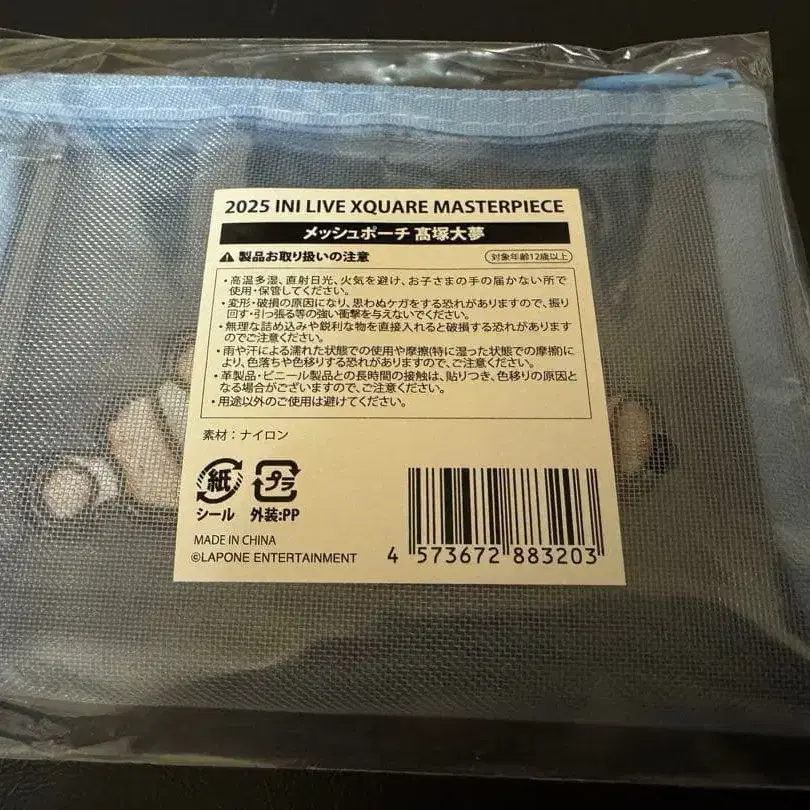 2025 INI LIVE XQUARE MASTERPIECE
メッシュポーチ 髙塚大夢
⚠ 製品お取り扱いの注意
対象年齢12歳以上
・高温多湿、直射日光、火気を避け、お子さまの手の届かない所で
使用・保管してください。
・変形・破損の原因になり、思わぬケガをする恐れがありますので、振り
回す・引っ張る等の強い衝撃を与えないでください。
・無理な詰め込みや鋭利な物を直接入れると破損する恐れがあります
のでご注意ください。
・雨や汗による濡れた状態での使用や摩擦(特に湿った状態での摩擦)に
より、色落ちや色移りする恐れがありますので、ご注意ください。
・革製品・ビニール製品との長時間の接触は、貼りつき、色移りの原因と
なる場合がございますので、ご注意ください。
・用途以外のご使用は避けてください。
素材：ナイロン
紙 プラ
シール 外装:PP
MADE IN CHINA
©LAPONE ENTERTAINMENT
4 573672 883203